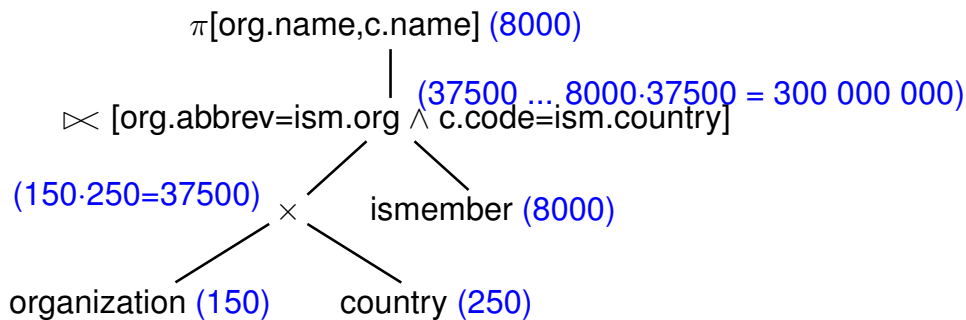 π[org.name,c.name] (8000)
(37500 ... 8000·37500 = 300 000 000)
⋊ [org.abbrev=ism.org ∧ c.code=ism.country]
(150·250=37500)
× ismember (8000)
organization (150) country (250)